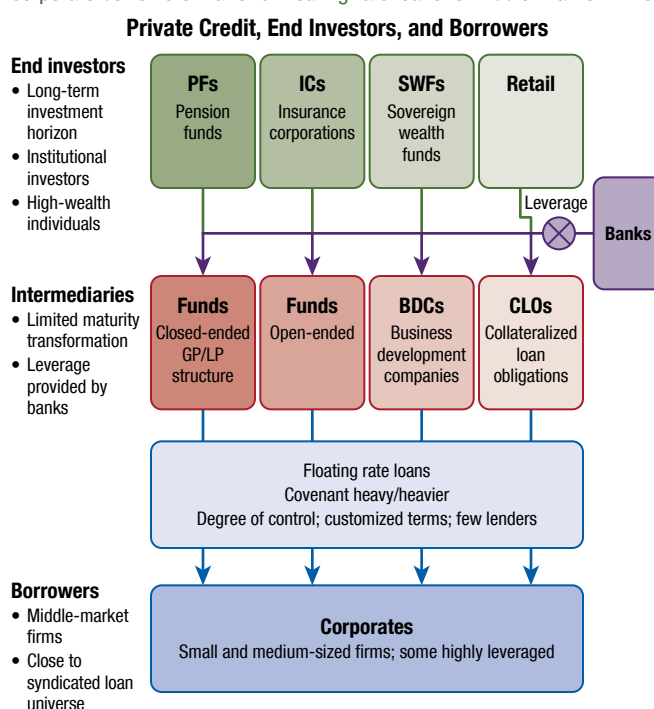 Private Credit, End Investors, and Borrowers
End investors
• Long-term
investment
horizon
• Institutional
investors
• High-wealth
individuals
PFs
Pension
funds
ICs
Insurance
corporations
SWFs
Sovereign
wealth
funds
Retail
Leverage
Banks
Intermediaries
• Limited maturity
transformation
• Leverage
provided by
banks
Funds
Closed-ended
GP/LP
structure
Funds
Open-ended
BDCs
Business
development
companies
CLOs
Collateralized
loan
obligations
Floating rate loans
Covenant heavy/heavier
Degree of control; customized terms; few lenders
Borrowers
• Middle-market
firms
• Close to
syndicated loan
universe
Corporates
Small and medium-sized firms; some highly leveraged